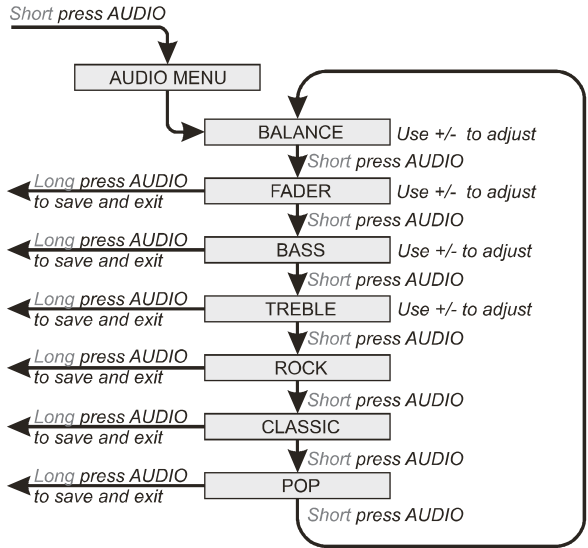 Short press AUDIO
AUDIO MENU
BALANCE
Use +/- to adjust
Short press AUDIO
Long press AUDIO
to save and exit
FADER
Use +/- to adjust
Short press AUDIO
Long press AUDIO
to save and exit
BASS
Use +/- to adjust
Short press AUDIO
Long press AUDIO
to save and exit
TREBLE
Use +/- to adjust
Short press AUDIO
Long press AUDIO
to save and exit
ROCK
Short press AUDIO
Long press AUDIO
to save and exit
CLASSIC
Short press AUDIO
Long press AUDIO
to save and exit
POP
Short press AUDIO